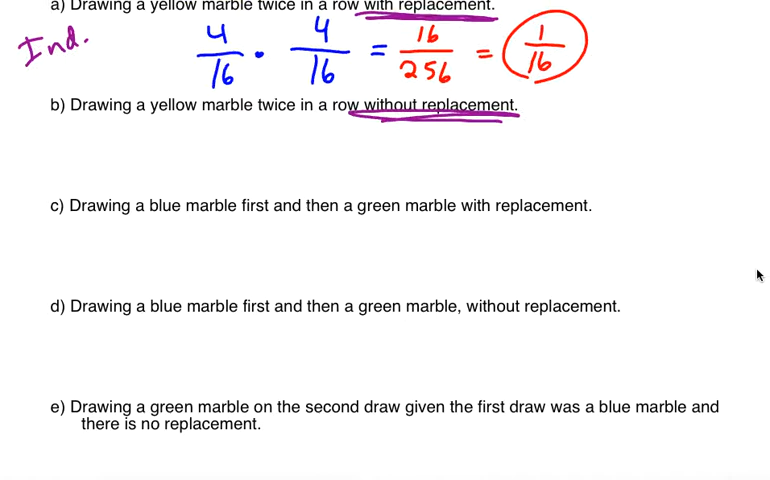 a) Drawing a yellow marble twice in a row with replacement.
Ind. 4/16 · 4/16 = 16/256 = 1/16
b) Drawing a yellow marble twice in a row without replacement.
c) Drawing a blue marble first and then a green marble with replacement.
d) Drawing a blue marble first and then a green marble, without replacement.
e) Drawing a green marble on the second draw given the first draw was a blue marble and
there is no replacement.